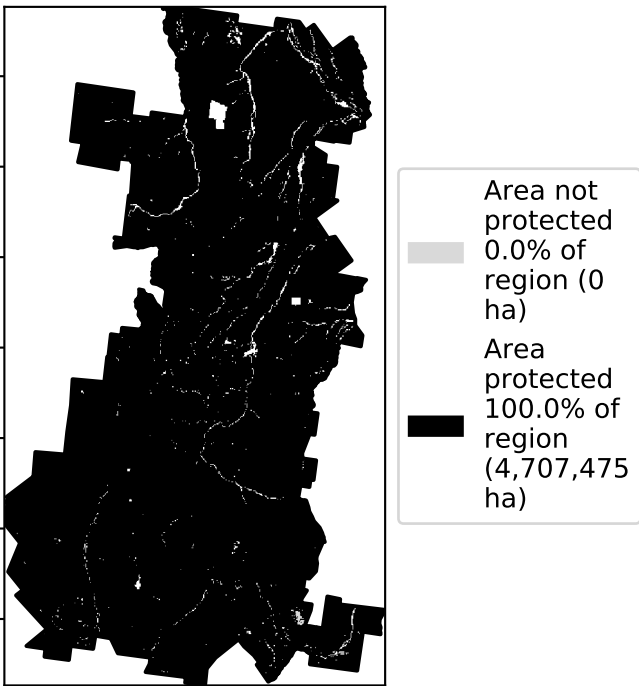 Area not
protected
0.0% of
region (0
ha)
Area
protected
100.0% of
region
(4,707,475
ha)